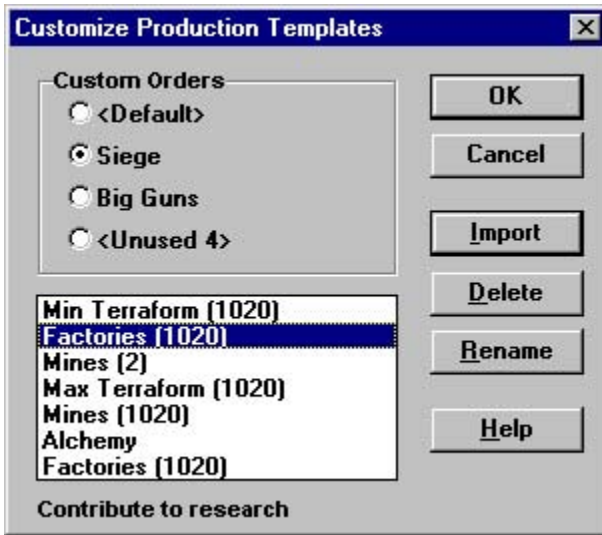 Customize Production Templates
Custom Orders
<Default>
Siege
Big Guns
<Unused 4>
OK
Cancel
Import
Delete
Rename
Help
Min Terraform (1020)
Factories (1020)
Mines (2)
Max Terraform (1020)
Mines (1020)
Alchemy
Factories (1020)
Contribute to research